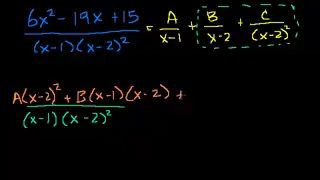 6x² - 19x + 15 / (x-1)(x-2)² = A/(x-1) + B/(x-2) + C/(x-2)²
A(x-2)² + B(x-1)(x-2) + / (x-1)(x-2)²